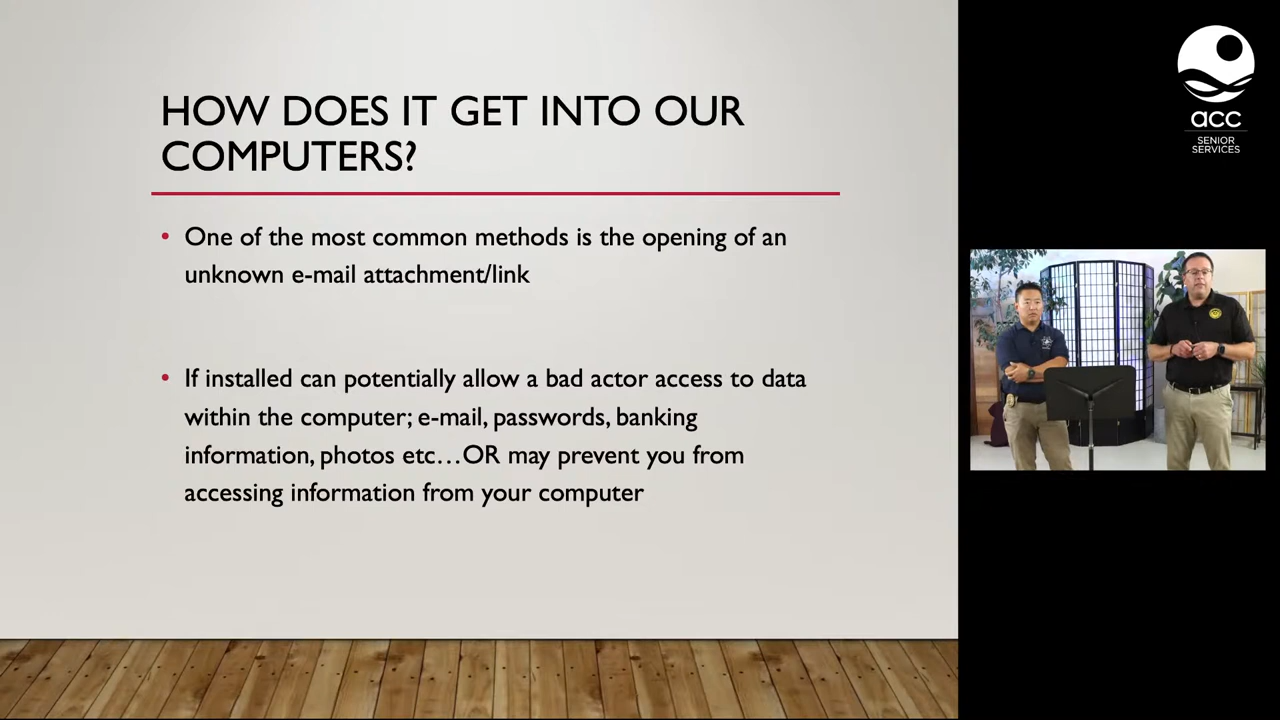 HOW DOES IT GET INTO OUR
COMPUTERS?
• One of the most common methods is the opening of an
unknown e-mail attachment/link
• If installed can potentially allow a bad actor access to data
within the computer; e-mail, passwords, banking
information, photos etc...OR may prevent you from
accessing information from your computer
acc
SENIOR
SERVICES